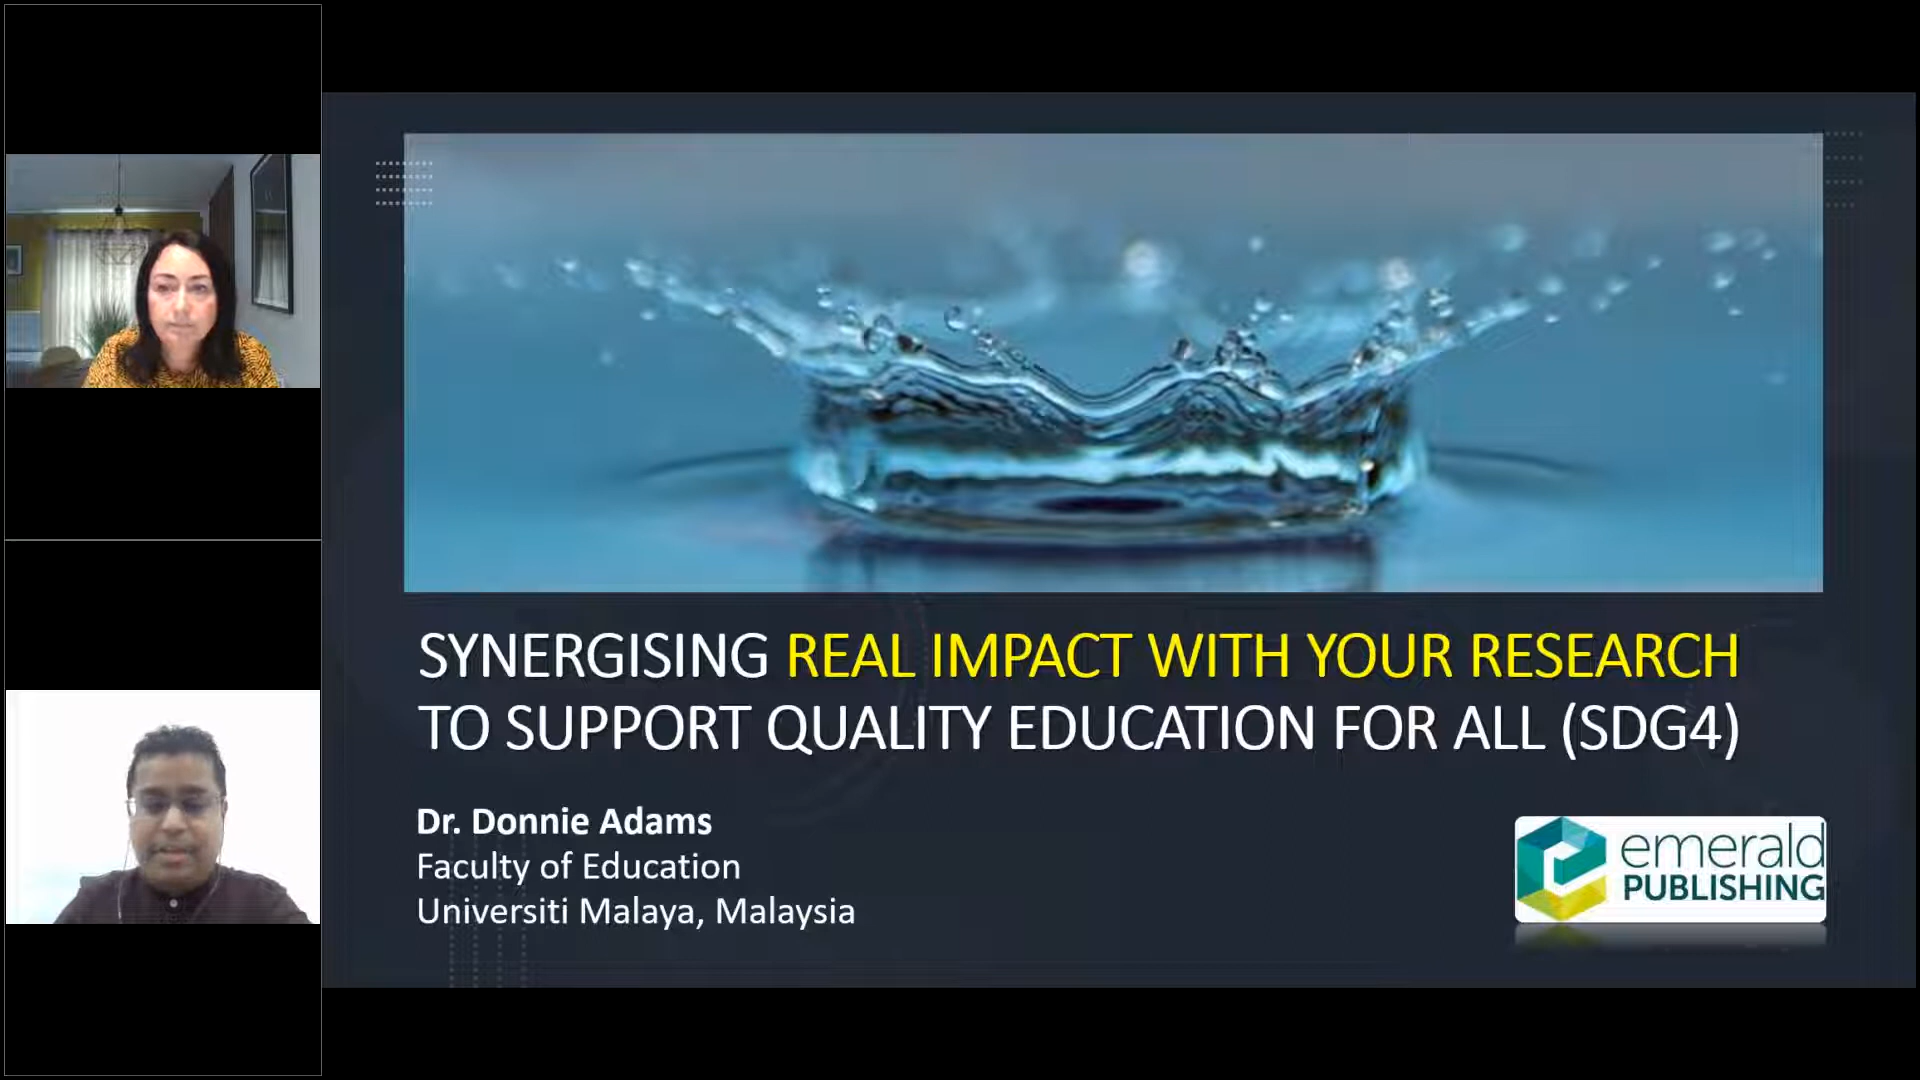 SYNERGISING REAL IMPACT WITH YOUR RESEARCH
TO SUPPORT QUALITY EDUCATION FOR ALL (SDG4)
Dr. Donnie Adams
Faculty of Education
Universiti Malaya, Malaysia
emerald
PUBLISHING